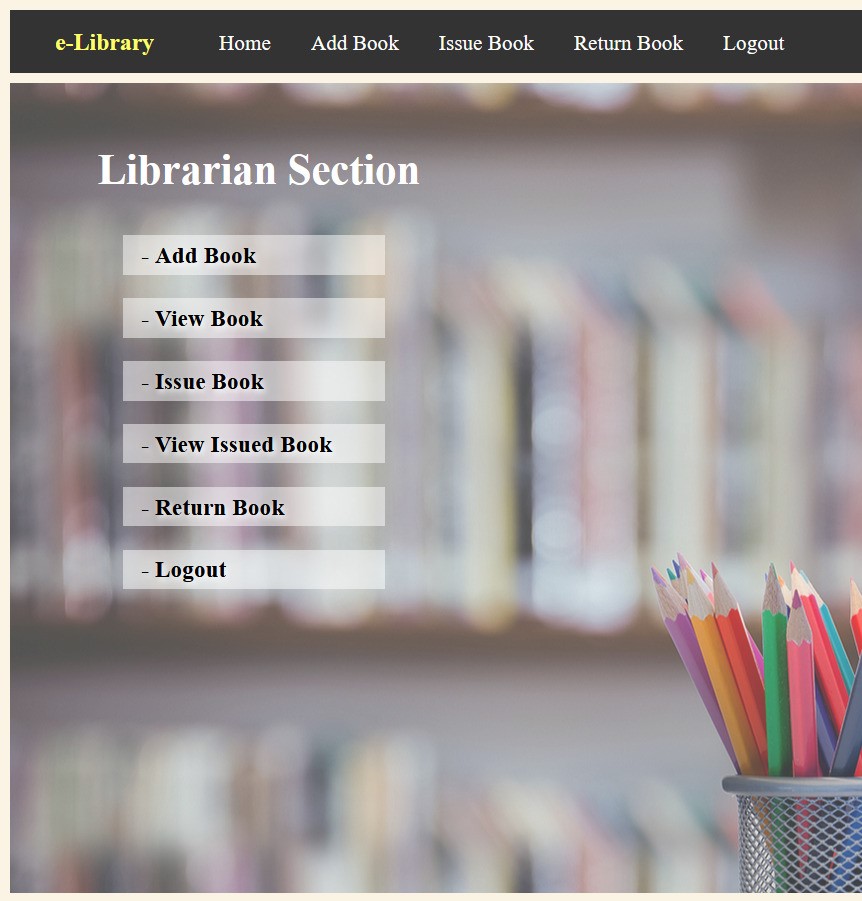 e-Library Home Add Book Issue Book Return Book Logout
Librarian Section
- Add Book
- View Book
- Issue Book
- View Issued Book
- Return Book
- Logout